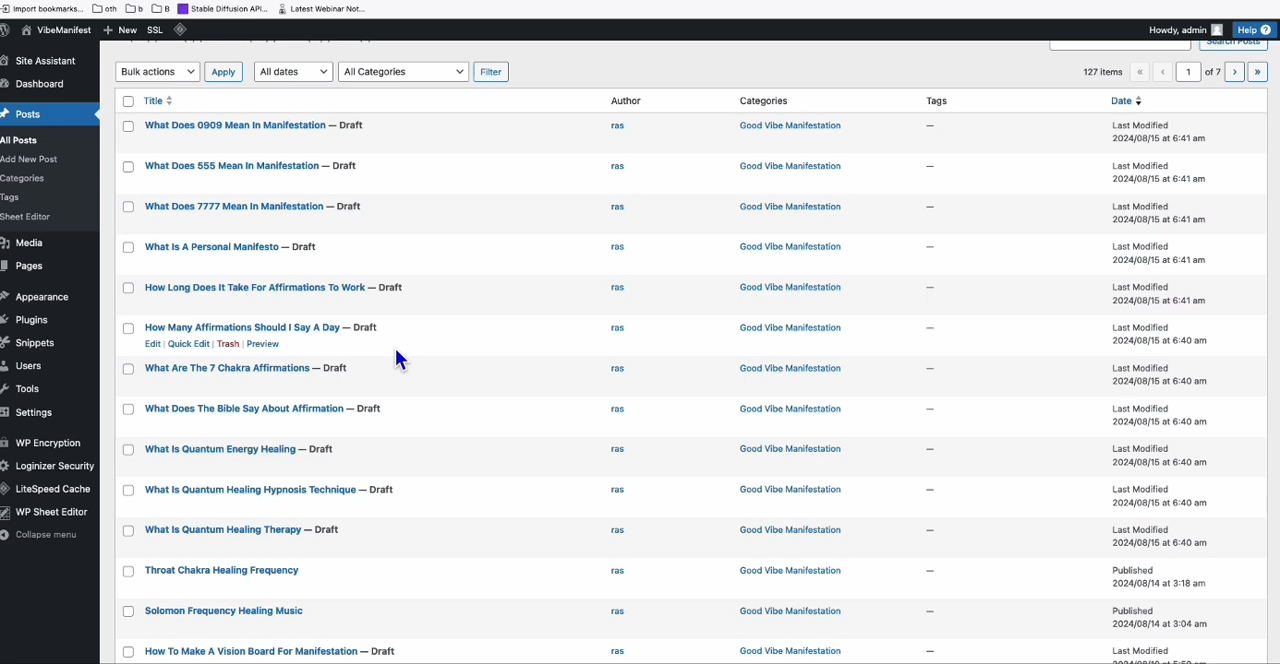 Import bookmarks... oth b B Stable Diffusion API... Latest Webinar Not...
VibeManifest + New SSL Howdy, admin Help ?
Site Assistant
Dashboard
Posts
All Posts
Add New Post
Categories
Tags
Sheet Editor
Media
Pages
Appearance
Plugins
Snippets
Users
Tools
Settings
WP Encryption
Loginizer Security
LiteSpeed Cache
WP Sheet Editor
Collapse menu
Search Posts
Bulk actions Apply All dates All Categories Filter 127 items « ‹ 1 of 7 › »
Title Author Categories Tags Date
What Does 0909 Mean In Manifestation — Draft ras Good Vibe Manifestation — Last Modified
2024/08/15 at 6:41 am
What Does 555 Mean In Manifestation — Draft ras Good Vibe Manifestation — Last Modified
2024/08/15 at 6:41 am
What Does 7777 Mean In Manifestation — Draft ras Good Vibe Manifestation — Last Modified
2024/08/15 at 6:41 am
What Is A Personal Manifesto — Draft ras Good Vibe Manifestation — Last Modified
2024/08/15 at 6:41 am
How Long Does It Take For Affirmations To Work — Draft ras Good Vibe Manifestation — Last Modified
2024/08/15 at 6:41 am
How Many Affirmations Should I Say A Day — Draft ras Good Vibe Manifestation — Last Modified
Edit | Quick Edit | Trash | Preview 2024/08/15 at 6:40 am
What Are The 7 Chakra Affirmations — Draft ras Good Vibe Manifestation — Last Modified
2024/08/15 at 6:40 am
What Does The Bible Say About Affirmation — Draft ras Good Vibe Manifestation — Last Modified
2024/08/15 at 6:40 am
What Is Quantum Energy Healing — Draft ras Good Vibe Manifestation — Last Modified
2024/08/15 at 6:40 am
What Is Quantum Healing Hypnosis Technique — Draft ras Good Vibe Manifestation — Last Modified
2024/08/15 at 6:40 am
What Is Quantum Healing Therapy — Draft ras Good Vibe Manifestation — Last Modified
2024/08/15 at 6:40 am
Throat Chakra Healing Frequency ras Good Vibe Manifestation — Published
2024/08/14 at 3:18 am
Solomon Frequency Healing Music ras Good Vibe Manifestation — Published
2024/08/14 at 3:04 am
How To Make A Vision Board For Manifestation — Draft ras Good Vibe Manifestation — Last Modified